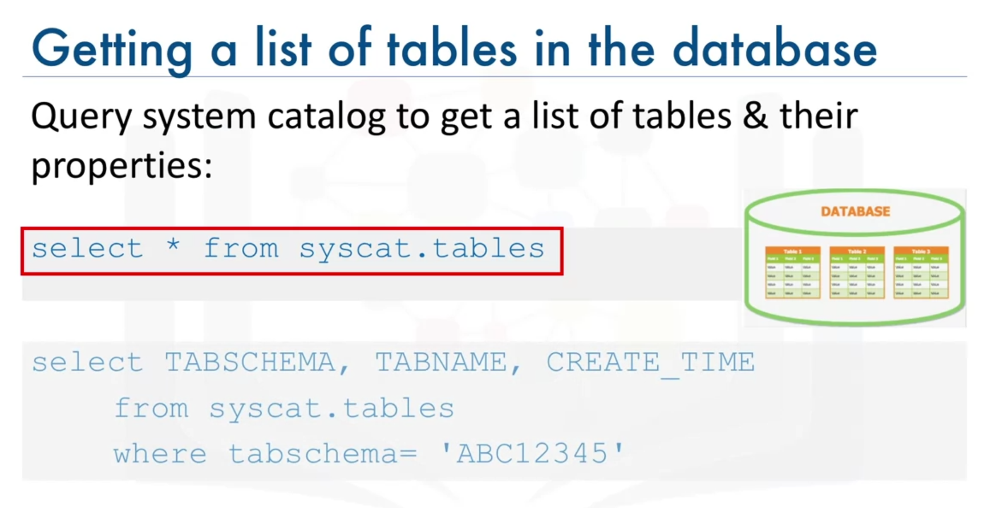 Getting a list of tables in the database
Query system catalog to get a list of tables & their
properties:
select * from syscat.tables
DATABASE
Table 1 Table 2 Table 3
select TABSCHEMA, TABNAME, CREATE_TIME
from syscat.tables
where tabschema= 'ABC12345'